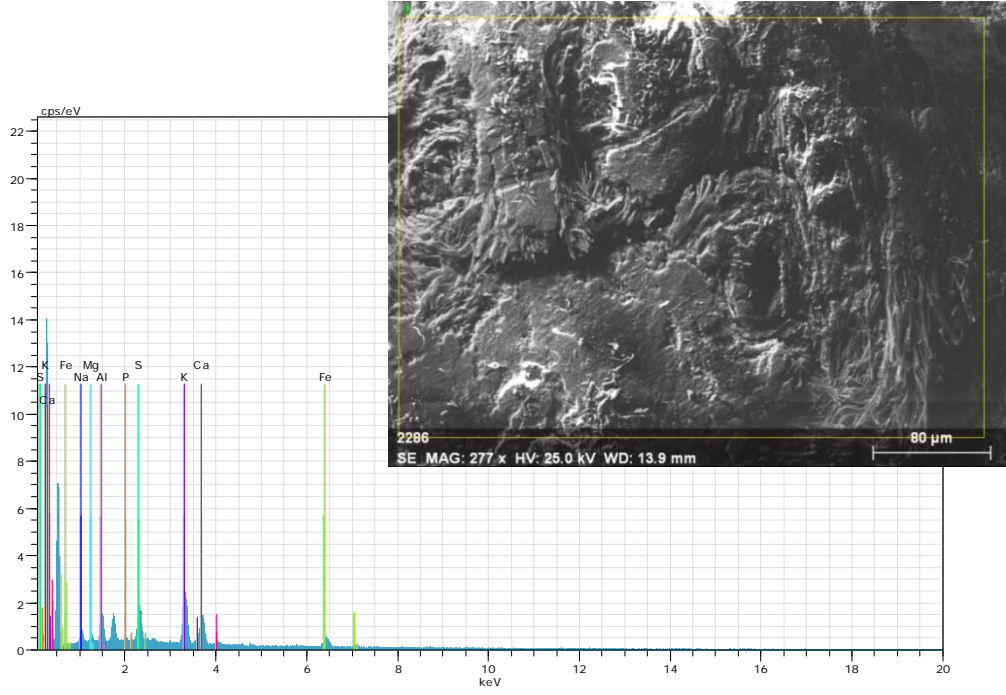 cps/eV
22
20
18
16
14
12
10
8
6
4
2
0
K Fe Mg S Ca
S Na Al P K Fe
Ca
2 4 6 8 10 12 14 16 18 20
keV
2286 80 µm
SE MAG: 277 x HV: 25.0 kV WD: 13.9 mm